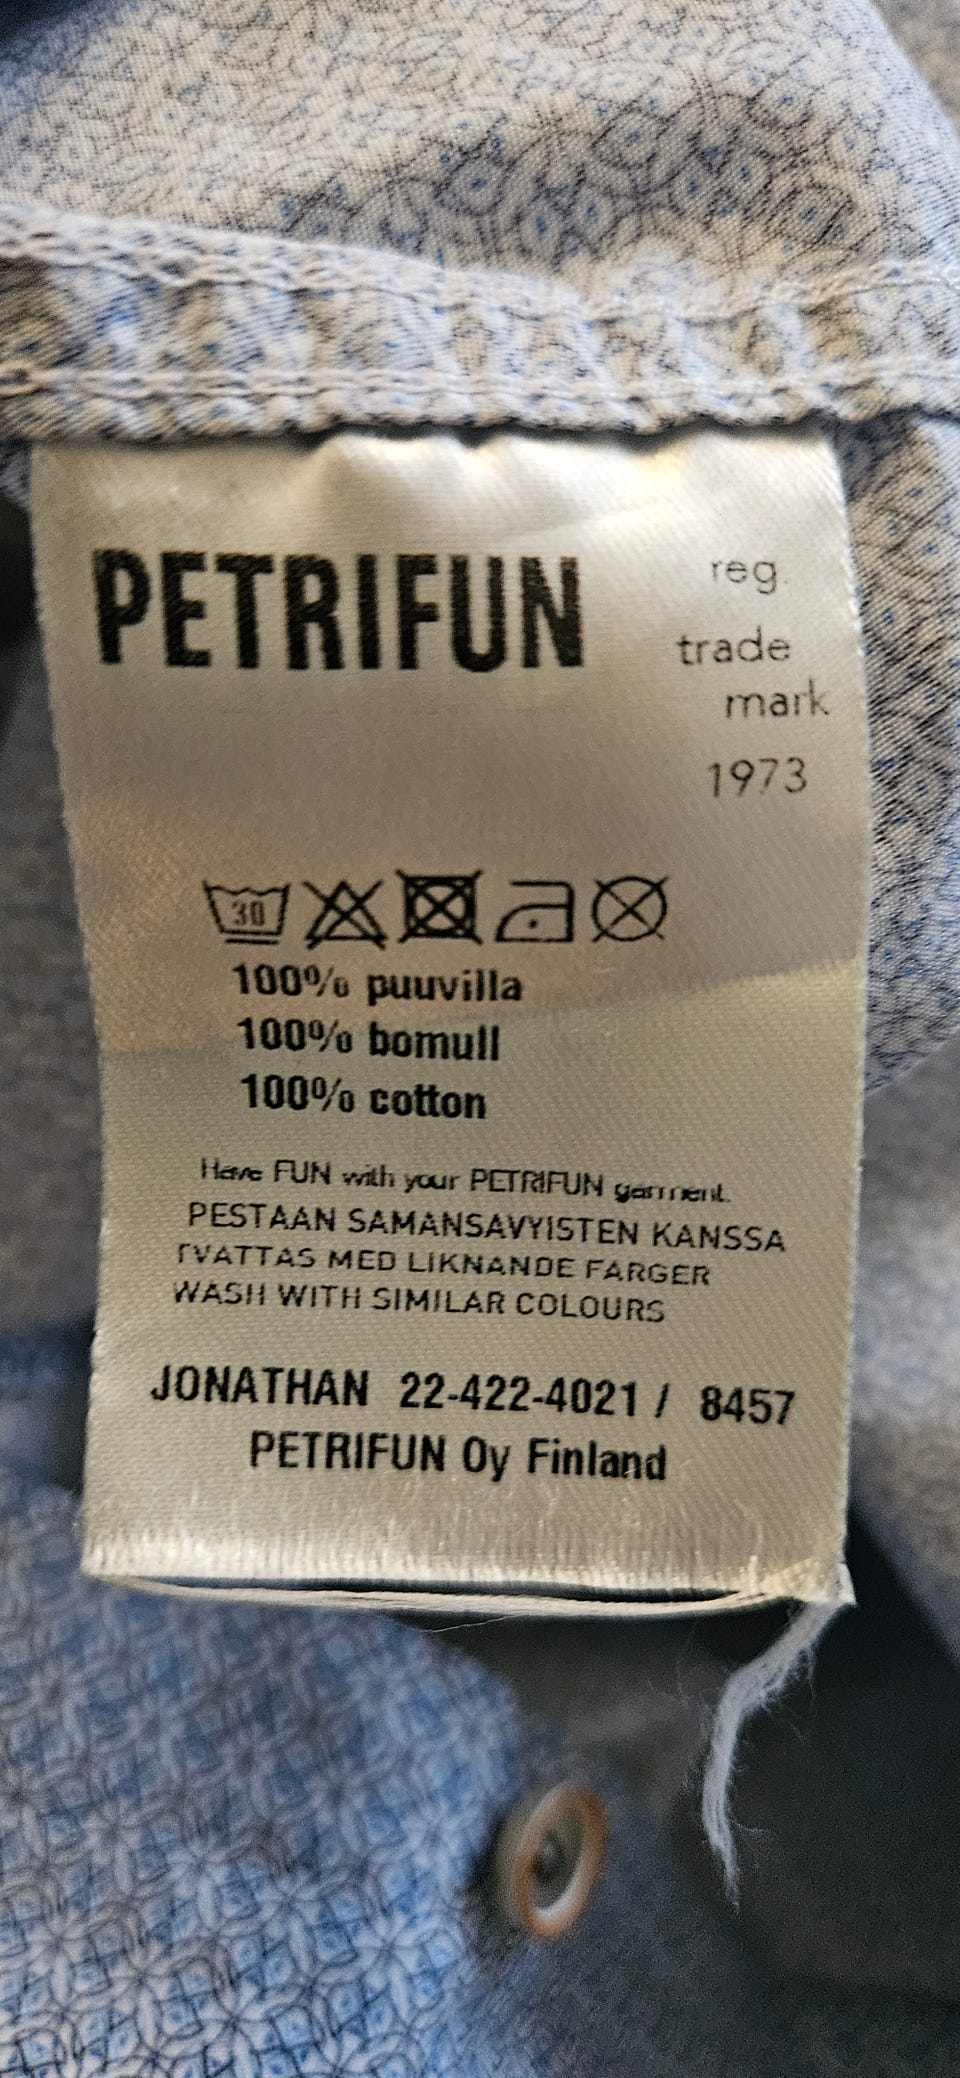 PETRIFUN
reg.
trade
mark
1973
30
100% puuvilla
100% bomull
100% cotton
Have FUN with your PETRIFUN garment.
PESTAAN SAMANSAVYISTEN KANSSA
TVATTAS MED LIKNANDE FARGER
WASH WITH SIMILAR COLOURS
JONATHAN 22-422-4021 / 8457
PETRIFUN Oy Finland